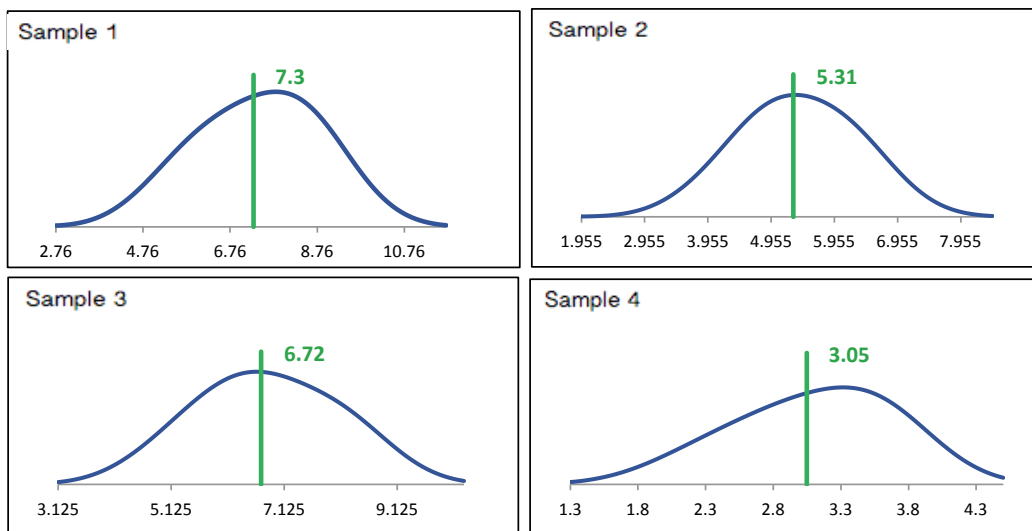 Sample 1
7.3
2.76 4.76 6.76 8.76 10.76
Sample 2
5.31
1.955 2.955 3.955 4.955 5.955 6.955 7.955
Sample 3
6.72
3.125 5.125 7.125 9.125
Sample 4
3.05
1.3 1.8 2.3 2.8 3.3 3.8 4.3